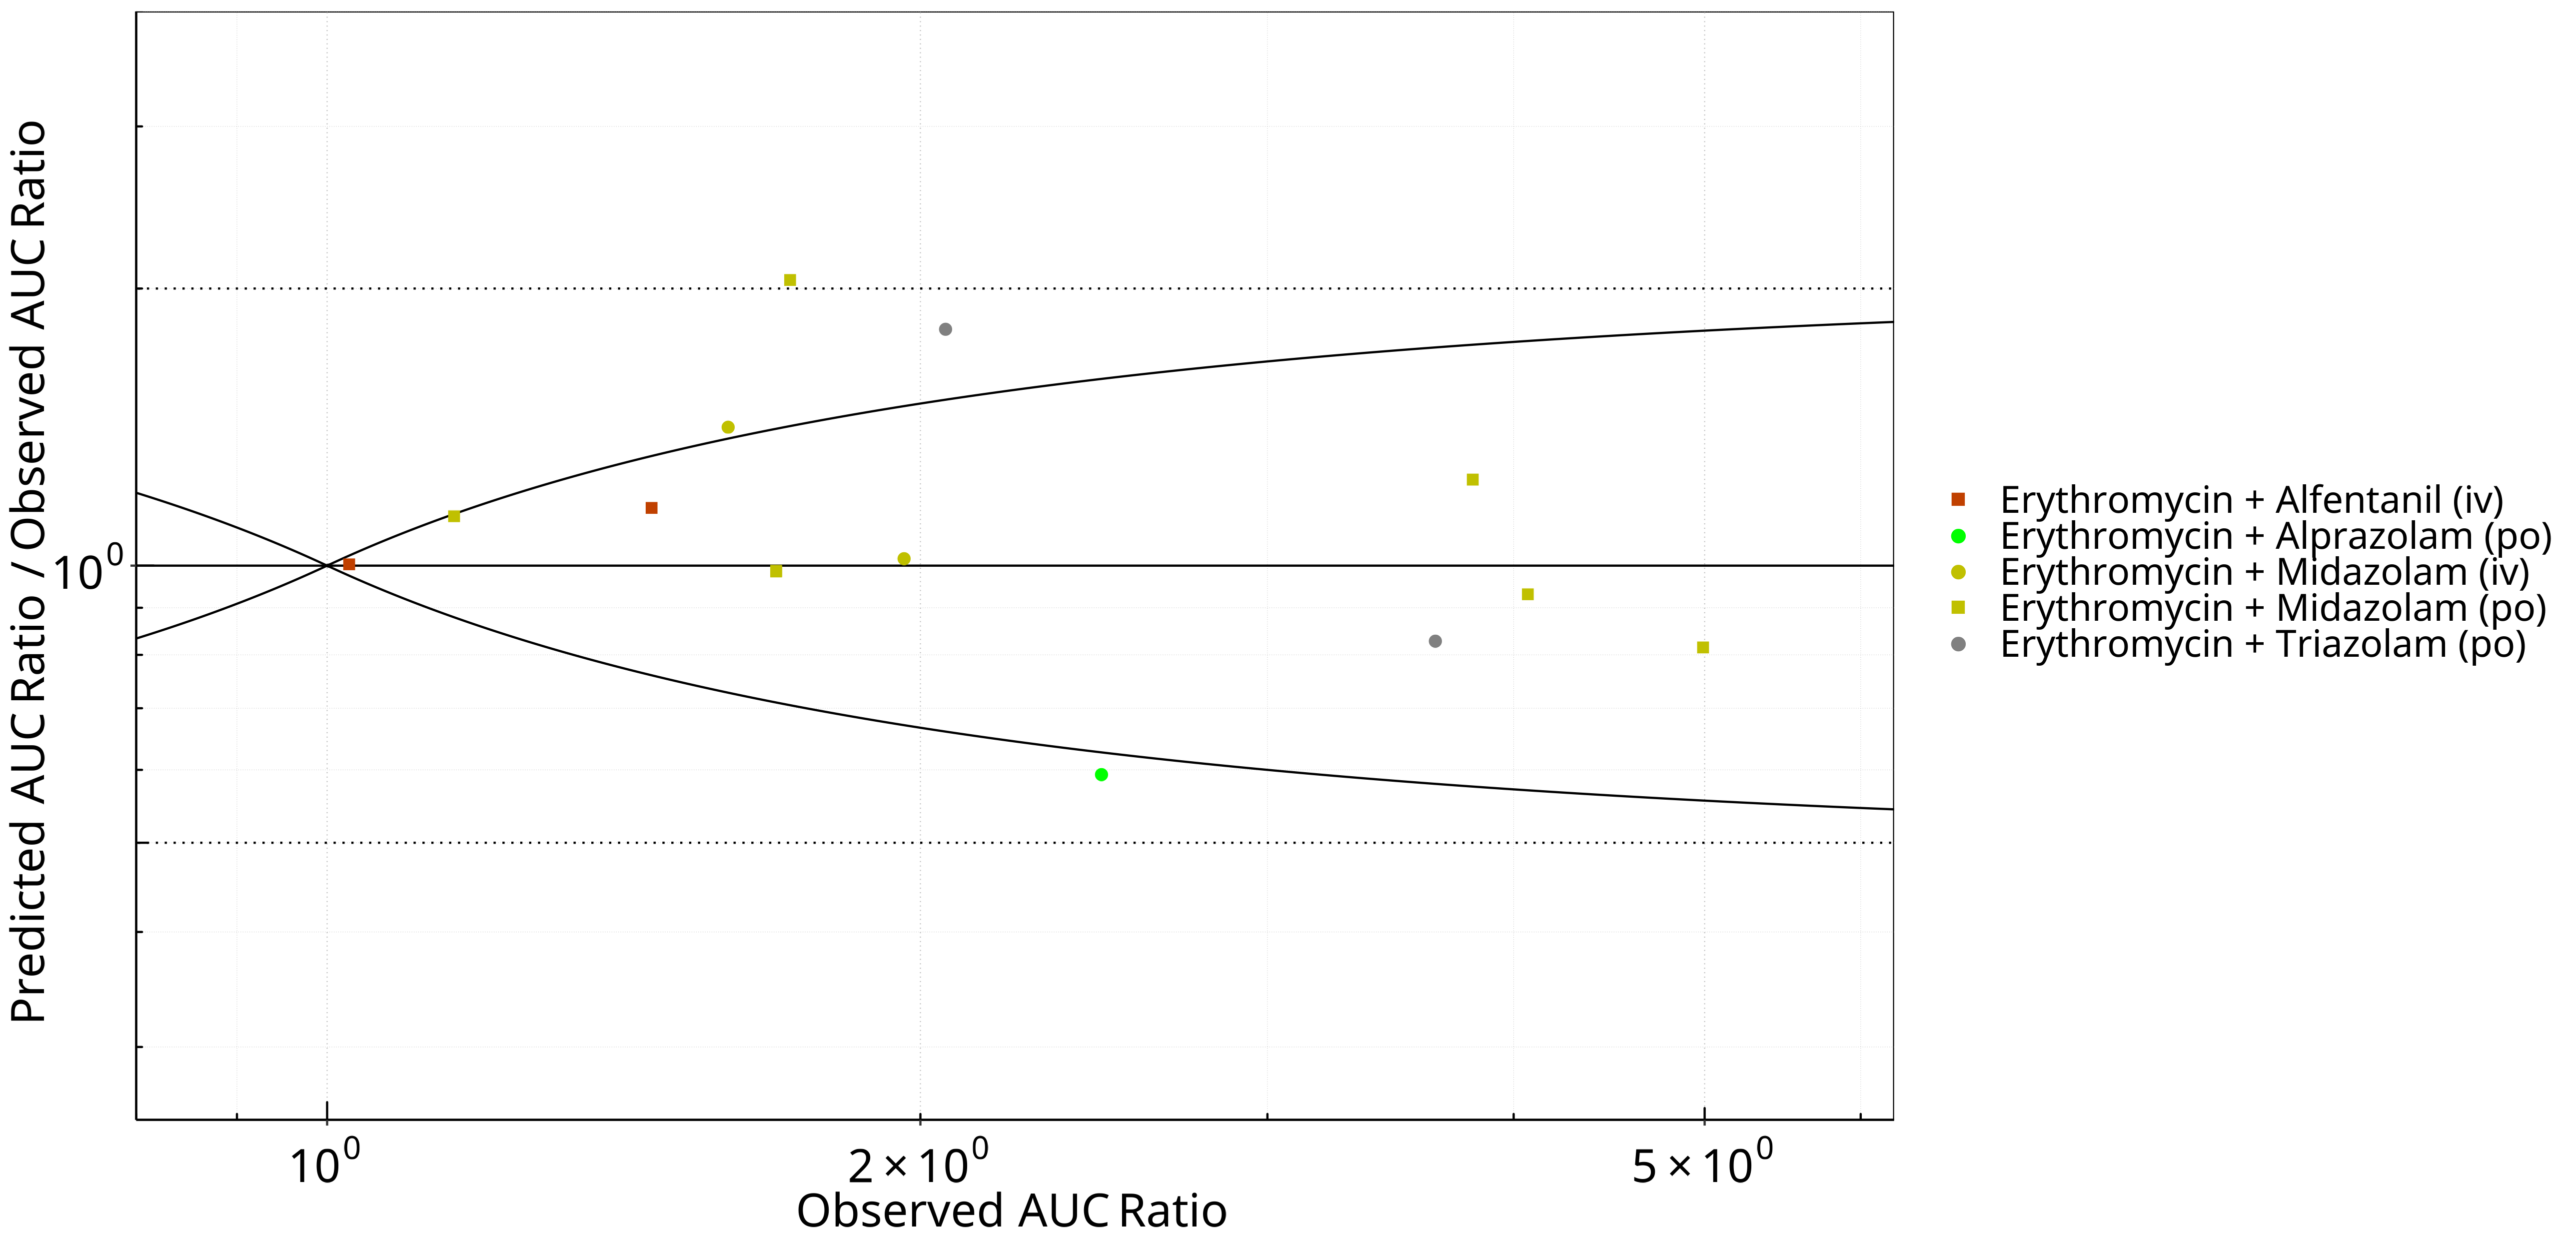 Predicted AUC Ratio / Observed AUC Ratio
10⁰
10⁰
2 × 10⁰
5 × 10⁰
Observed AUC Ratio
Erythromycin + Alfentanil (iv)
Erythromycin + Alprazolam (po)
Erythromycin + Midazolam (iv)
Erythromycin + Midazolam (po)
Erythromycin + Triazolam (po)